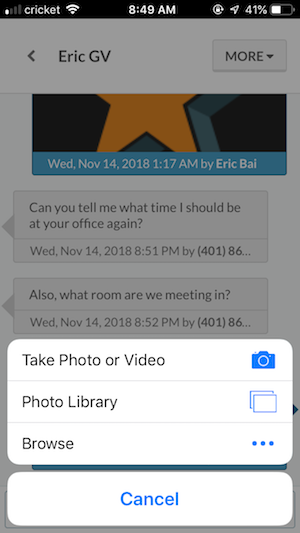 cricket 8:49 AM 41%
Eric GV MORE
Wed, Nov 14, 2018 1:17 AM by Eric Bai
Can you tell me what time I should be
at your office again?
Wed, Nov 14, 2018 8:51 PM by (401) 86...
Also, what room are we meeting in?
Wed, Nov 14, 2018 8:52 PM by (401) 86...
Take Photo or Video
Photo Library
Browse
Cancel